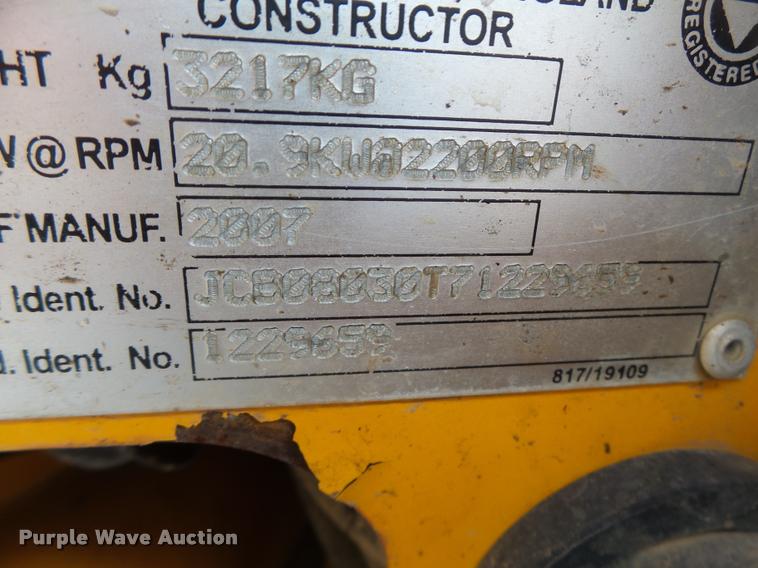 CONSTRUCTOR
REGISTERED
HT Kg 3217KG
@ RPM 20.9KW@2200RPM
F MANUF. 2007
Ident. No. JCB08030T71229659
. Ident. No. 1229659
817/19109
Purple Wave Auction